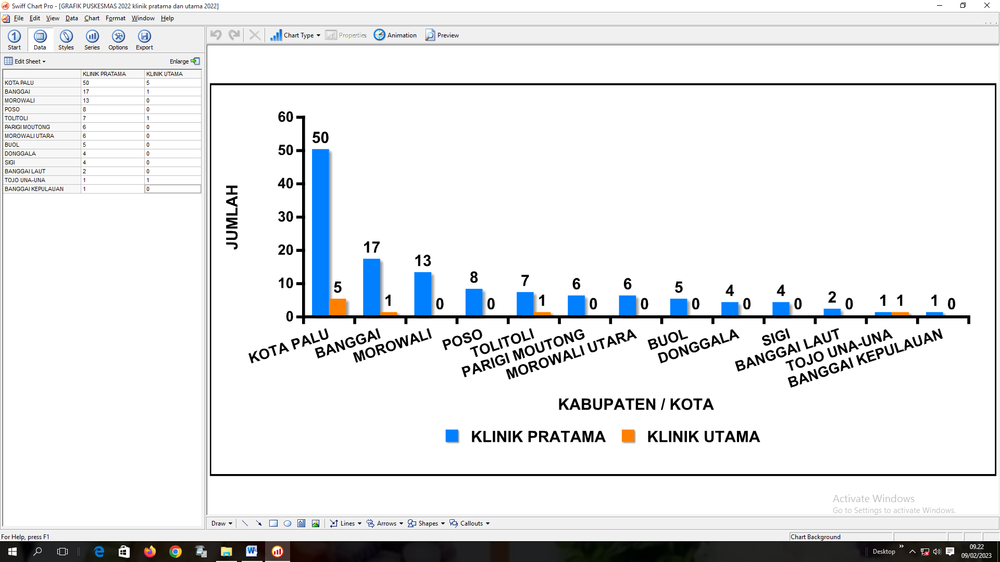 Swiff Chart Pro - [GRAFIK PUSKESMAS 2022 klinik pratama dan utama 2022]
File Edit View Data Chart Format Window Help
Start Data Styles Series Options Export
Chart Type Properties Animation Preview
Edit Sheet Enlarge
KLINIK PRATAMA KLINIK UTAMA
KOTA PALU 50 5
BANGGAI 17 1
MOROWALI 13 0
POSO 8 0
TOLITOLI 7 1
PARIGI MOUTONG 6 0
MOROWALI UTARA 6 0
BUOL 5 0
DONGGALA 4 0
SIGI 4 0
BANGGAI LAUT 2 0
TOJO UNA-UNA 1 1
BANGGAI KEPULAUAN 1 0
JUMLAH
60
50
40
30
20
10
0
50 5 17 1 13 0 8 0 7 1 6 0 6 0 5 0 4 0 4 0 2 0 1 1 1 0
KOTA PALU
BANGGAI
MOROWALI
POSO
TOLITOLI
PARIGI MOUTONG
MOROWALI UTARA
BUOL
DONGGALA
SIGI
BANGGAI LAUT
TOJO UNA-UNA
BANGGAI KEPULAUAN
KABUPATEN / KOTA
KLINIK PRATAMA KLINIK UTAMA
Activate Windows
Go to Settings to activate Windows.
Draw Lines Arrows Shapes Callouts
For Help, press F1 Chart Background
Desktop
09.22
09/02/2023